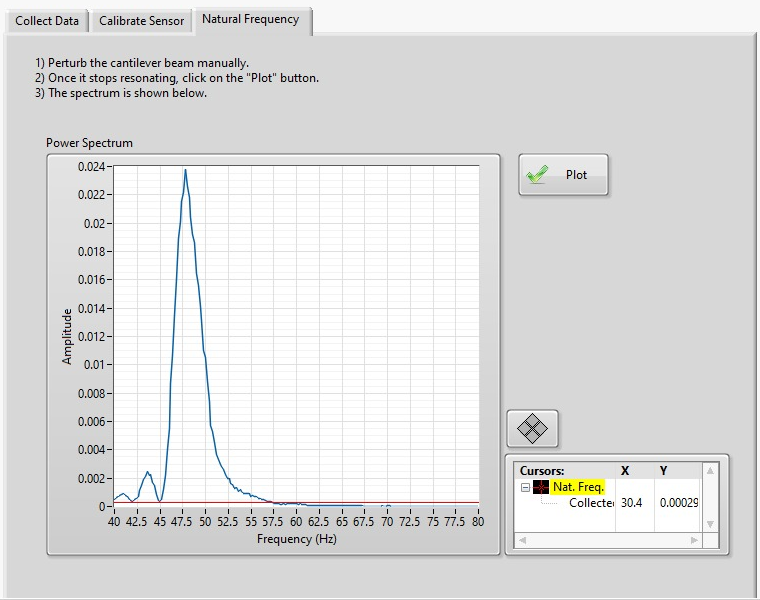 Collect Data
Calibrate Sensor
Natural Frequency
1) Perturb the cantilever beam manually.
2) Once it stops resonating, click on the "Plot" button.
3) The spectrum is shown below.
Power Spectrum
Plot
Amplitude
0.024
0.022
0.02
0.018
0.016
0.014
0.012
0.01
0.008
0.006
0.004
0.002
0
40 42.5 45 47.5 50 52.5 55 57.5 60 62.5 65 67.5 70 72.5 75 77.5 80
Frequency (Hz)
Cursors: X Y
Nat. Freq.
Collecte 30.4 0.00029